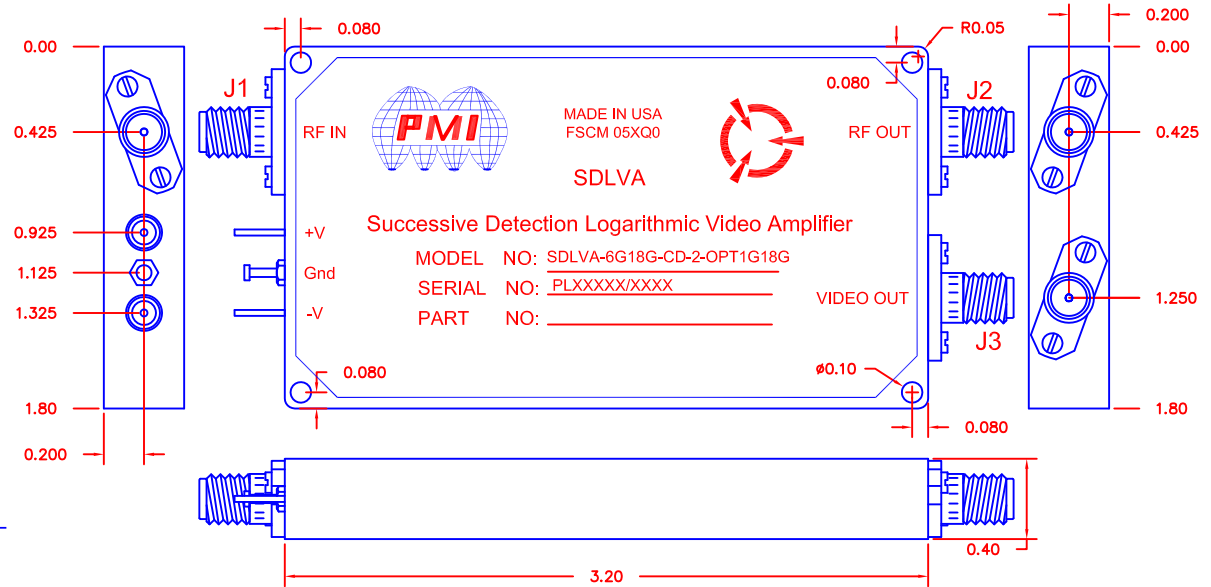 0.00
0.425
0.925
1.125
1.325
1.80
0.200
0.080
J1
RF IN
+V
Gnd
-V
PMI
MADE IN USA
FSCM 05XQ0
SDLVA
Successive Detection Logarithmic Video Amplifier
MODEL NO: SDLVA-6G18G-CD-2-OPT1G18G
SERIAL NO: PLXXXXX/XXXX
PART NO:
R0.05
0.080
J2
RF OUT
VIDEO OUT
J3
0.080
ø0.10
0.080
0.200
0.00
0.425
1.250
1.80
0.40
3.20